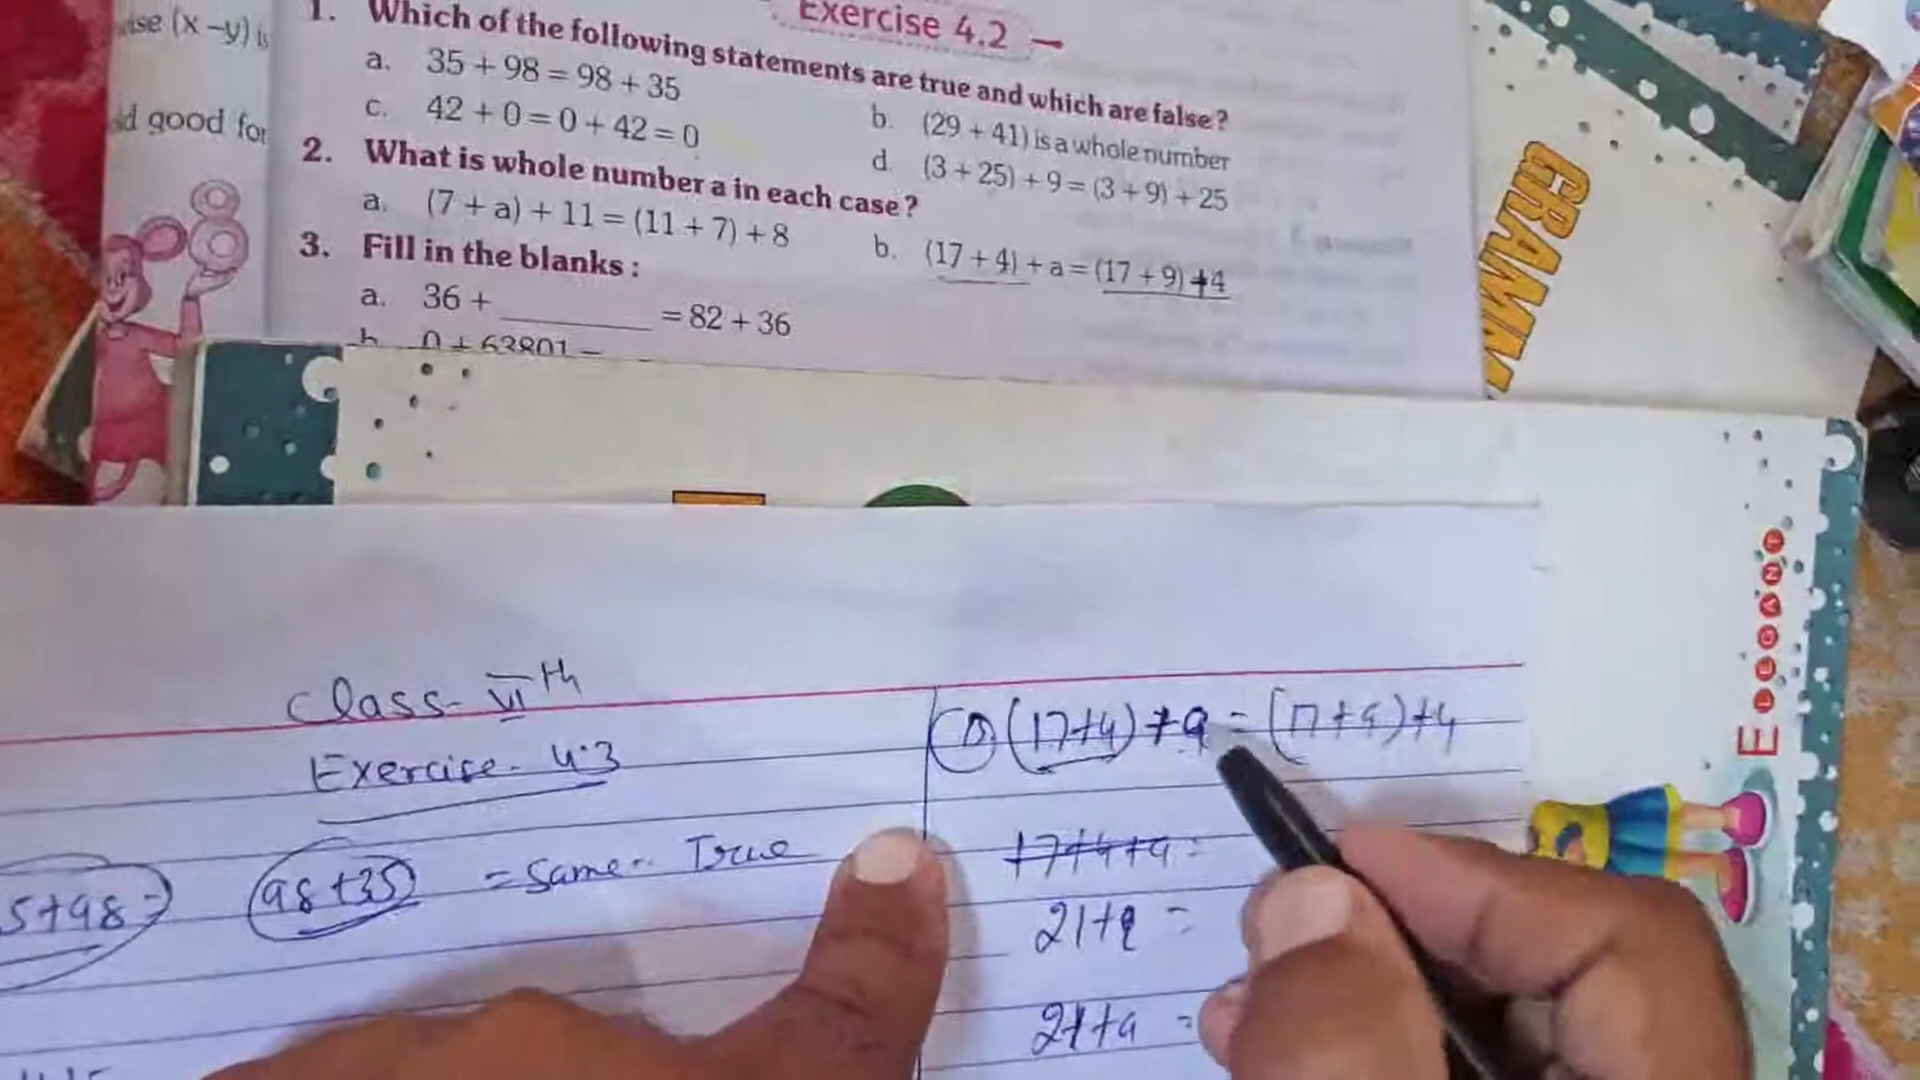 Exercise 4.2
1. Which of the following statements are true and which are false?
a. 35 + 98 = 98 + 35
b. (29 + 41) is a whole number
c. 42 + 0 = 0 + 42 = 0
d. (3 + 25) + 9 = (3 + 9) + 25
2. What is whole number a in each case?
a. (7 + a) + 11 = (11 + 7) + 8
b. (17 + 4) + a = (17 + 9) + 4
3. Fill in the blanks:
a. 36 + ________ = 82 + 36
b. 0 + 63801 =
(x – y) is
good for
GRAMM
ELEGANT
Class- VIth
Exercise- 4.3
5+98 = 98+35 = Same- True
(17+4)+a = (17+9)+4
17+4+a =
21+a =
21+a =